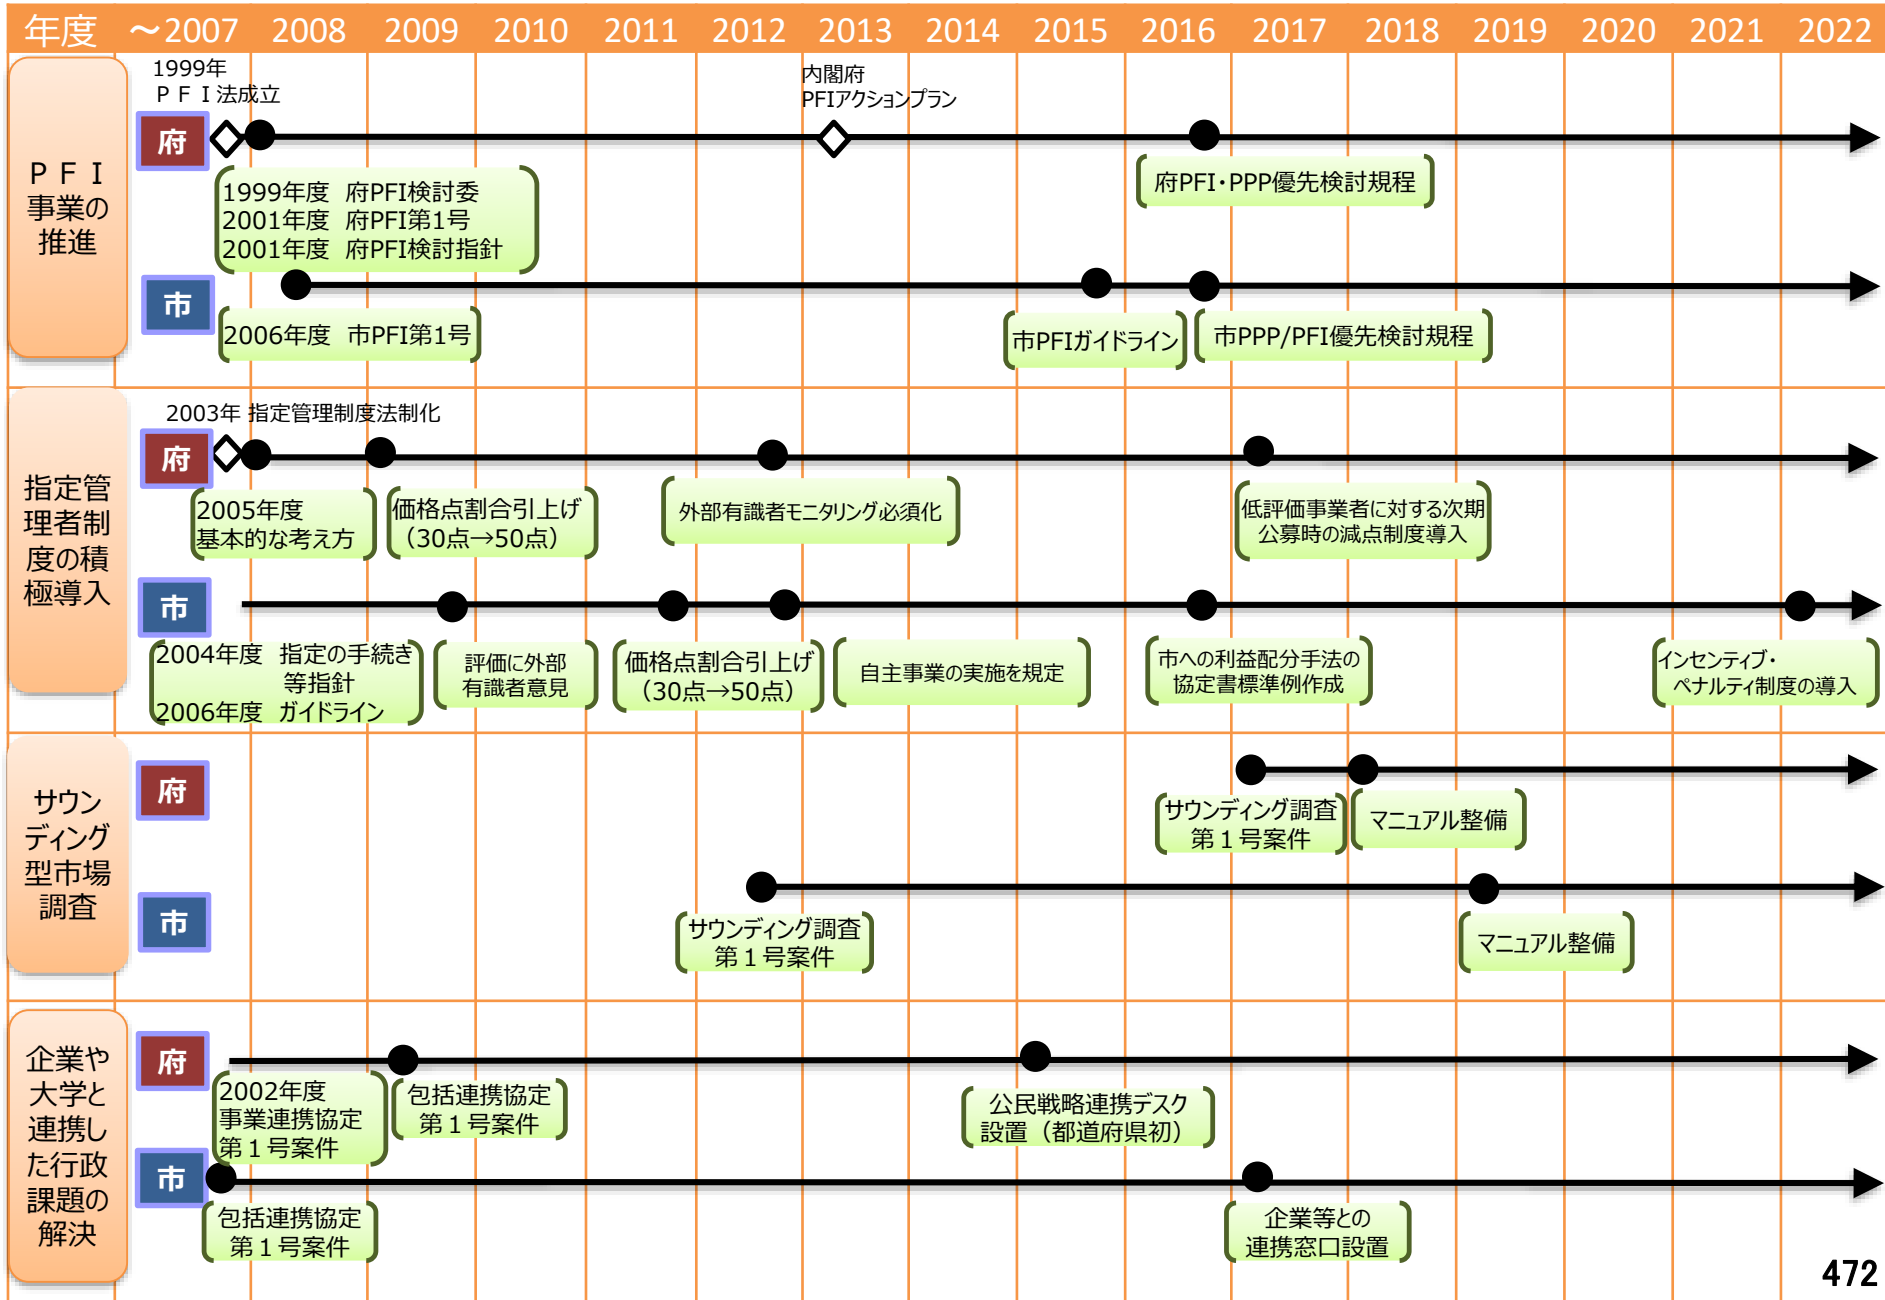 年度 ～2007 2008 2009 2010 2011 2012 2013 2014 2015 2016 2017 2018 2019 2020 2021 2022
ＰＦＩ
事業の
推進
1999年
ＰＦＩ法成立
内閣府
PFIアクションプラン
府
1999年度 府PFI検討委
2001年度 府PFI第1号
2001年度 府PFI検討指針
府PFI・PPP優先検討規程
市
2006年度 市PFI第1号
市PFIガイドライン
市PPP/PFI優先検討規程
指定管
理者制
度の積
極導入
2003年 指定管理制度法制化
府
2005年度
基本的な考え方
価格点割合引上げ
（30点→50点）
外部有識者モニタリング必須化
低評価事業者に対する次期
公募時の減点制度導入
市
2004年度 指定の手続き
等指針
2006年度 ガイドライン
評価に外部
有識者意見
価格点割合引上げ
（30点→50点）
自主事業の実施を規定
市への利益配分手法の
協定書標準例作成
インセンティブ・
ペナルティ制度の導入
サウン
ディング
型市場
調査
府
サウンディング調査
第１号案件
マニュアル整備
市
サウンディング調査
第１号案件
マニュアル整備
企業や
大学と
連携し
た行政
課題の
解決
府
2002年度
事業連携協定
第１号案件
包括連携協定
第１号案件
公民戦略連携デスク
設置（都道府県初）
市
包括連携協定
第１号案件
企業等との
連携窓口設置
472